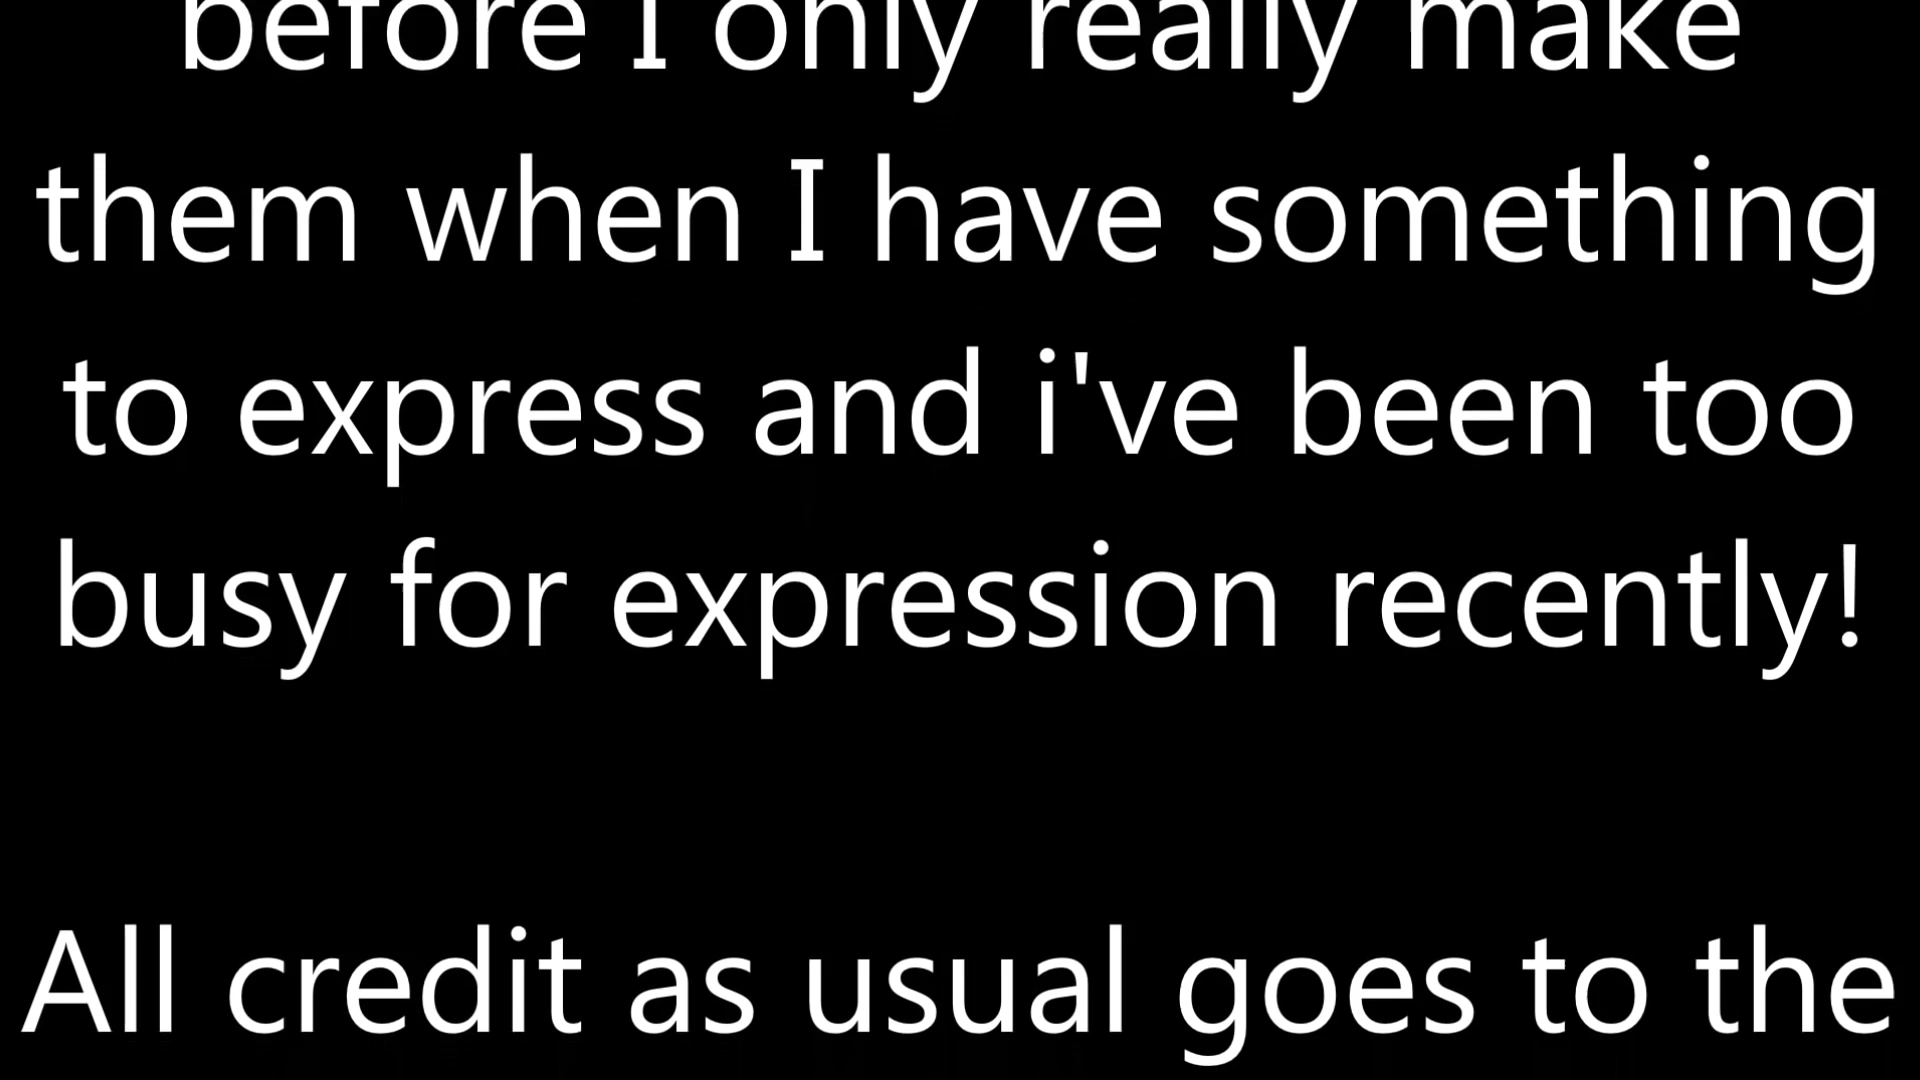 before I only really make
them when I have something
to express and i've been too
busy for expression recently!
All credit as usual goes to the